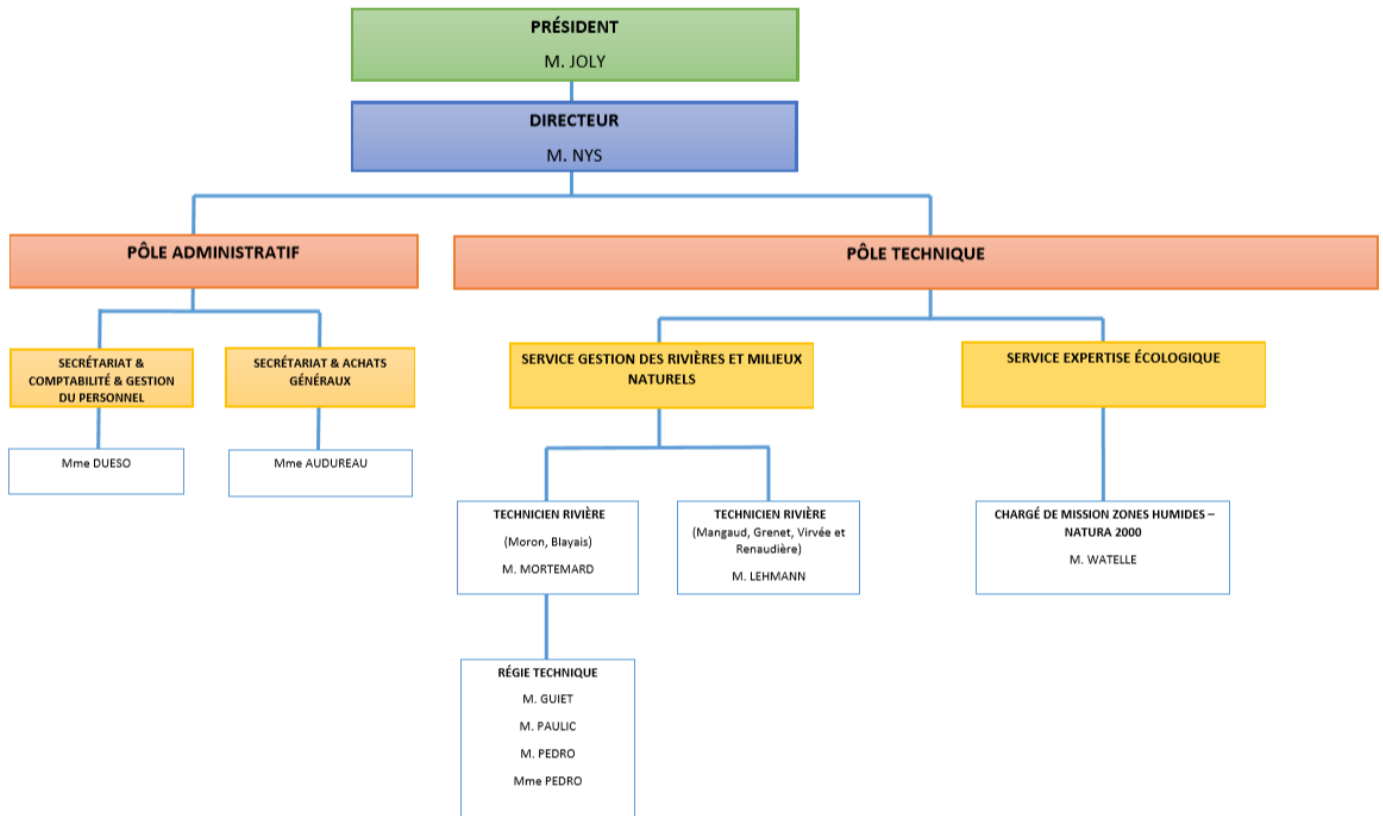 PRÉSIDENT
M. JOLY
DIRECTEUR
M. NYS
PÔLE ADMINISTRATIF
PÔLE TECHNIQUE
SECRÉTARIAT &
COMPTABILITÉ & GESTION
DU PERSONNEL
SECRÉTARIAT & ACHATS
GÉNÉRAUX
SERVICE GESTION DES RIVIÈRES ET MILIEUX
NATURELS
SERVICE EXPERTISE ÉCOLOGIQUE
Mme DUESO
Mme AUDUREAU
TECHNICIEN RIVIÈRE
(Moron, Blayais)
M. MORTEMARD
TECHNICIEN RIVIÈRE
(Mangaud, Grenet, Virvée et
Renaudière)
M. LEHMANN
CHARGÉ DE MISSION ZONES HUMIDES –
NATURA 2000
M. WATELLE
RÉGIE TECHNIQUE
M. GUIET
M. PAULIC
M. PEDRO
Mme PEDRO